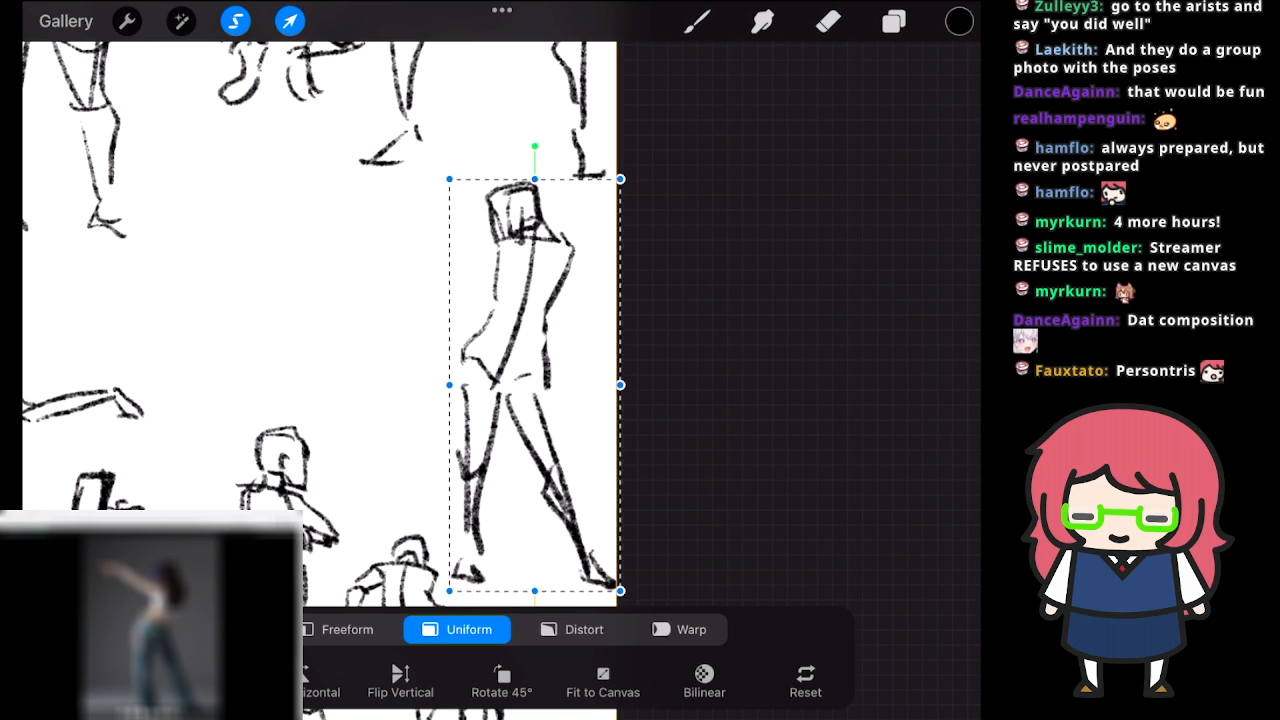 Gallery
Zulleyy3: go to the arists and
say "you did well"
Laekith: And they do a group
photo with the poses
DanceAgainn: that would be fun
realhampenguin:
hamflo: always prepared, but
never postpared
hamflo:
myrkurn: 4 more hours!
slime_molder: Streamer
REFUSES to use a new canvas
myrkurn:
DanceAgainn: Dat composition
Fauxtato: Persontris
Freeform
Uniform
Distort
Warp
izontal
Flip Vertical
Rotate 45°
Fit to Canvas
Bilinear
Reset